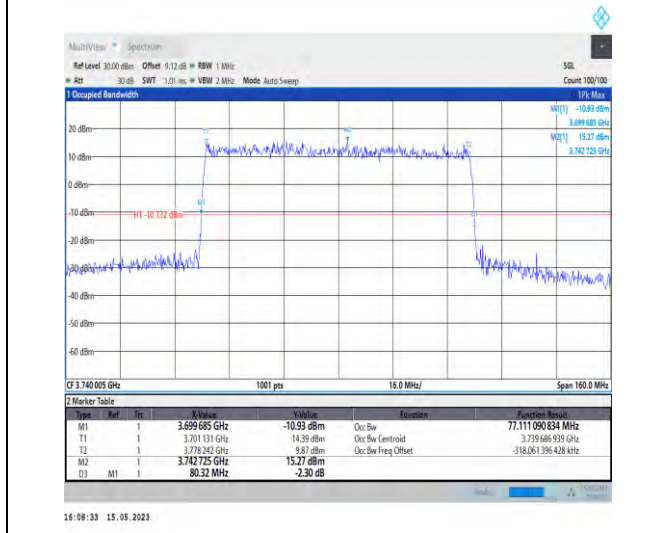 MultiView Spectrum
Ref Level 30.00 dBm Offset 9.12 dB RBW 1 MHz SGL
Att 30 dB SWT 1.01 ms VBW 2 MHz Mode Auto Sweep Count 100/100
1 Occupied Bandwidth 1Pk Max
M1[1] -10.93 dBm
3.699 685 GHz
M2[1] 15.27 dBm
3.742 725 GHz
20 dBm
T1
M2
T2
10 dBm
0 dBm
M1
-10 dBm
H1 -10.732 dBm
D3
-20 dBm
-30 dBm
-40 dBm
-50 dBm
-60 dBm
CF 3.740 005 GHz 1001 pts 16.0 MHz/ Span 160.0 MHz
2 Marker Table
Type Ref Trc X-Value Y-Value Function Function Result
M1 1 3.699 685 GHz -10.93 dBm Occ Bw 77.111 090 834 MHz
T1 1 3.701 131 GHz 14.39 dBm Occ Bw Centroid 3.739 686 939 GHz
T2 1 3.778 242 GHz 9.87 dBm Occ Bw Freq Offset -318.061 396 428 kHz
M2 1 3.742 725 GHz 15.27 dBm
D3 M1 1 80.32 MHz -2.30 dB
16:08:33 15.05.2023